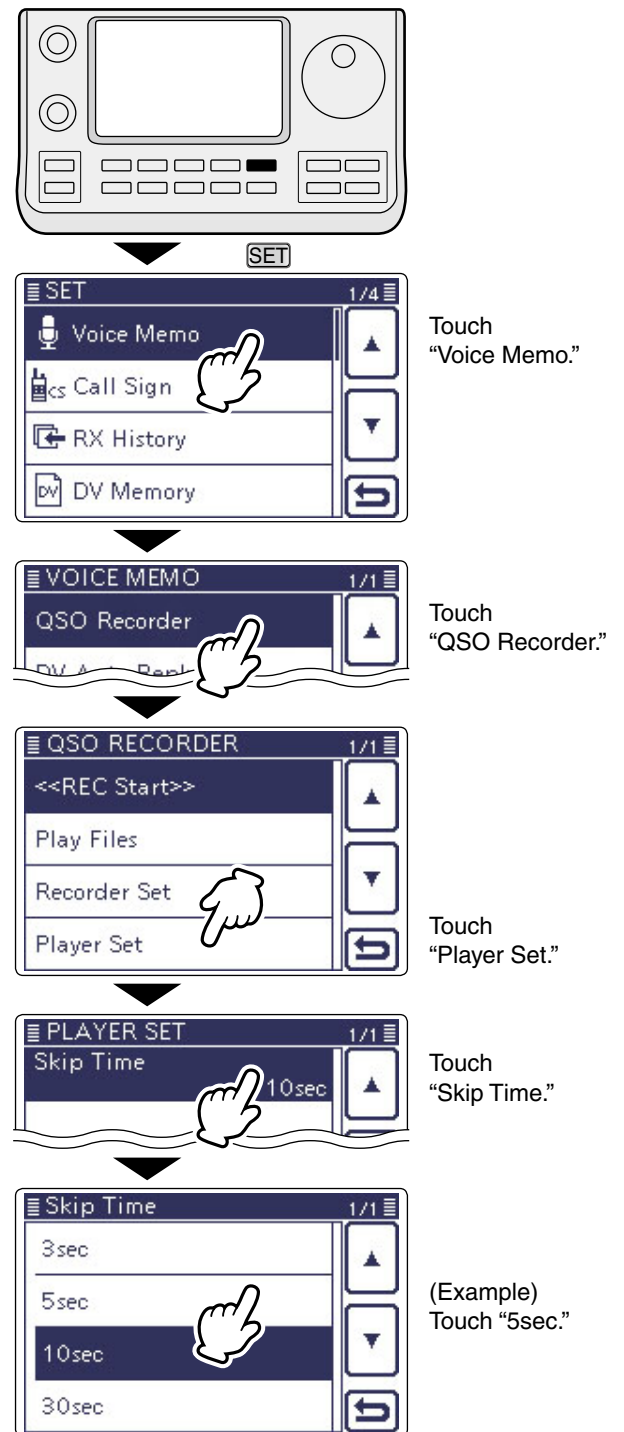 SET
SET 1/4
Voice Memo
CS Call Sign
RX History
DV DV Memory
Touch
“Voice Memo.”
VOICE MEMO 1/1
QSO Recorder
Touch
“QSO Recorder.”
QSO RECORDER 1/1
<<REC Start>>
Play Files
Recorder Set
Player Set
Touch
“Player Set.”
PLAYER SET 1/1
Skip Time
10sec
Touch
“Skip Time.”
Skip Time 1/1
3sec
5sec
10sec
30sec
(Example)
Touch “5sec.”